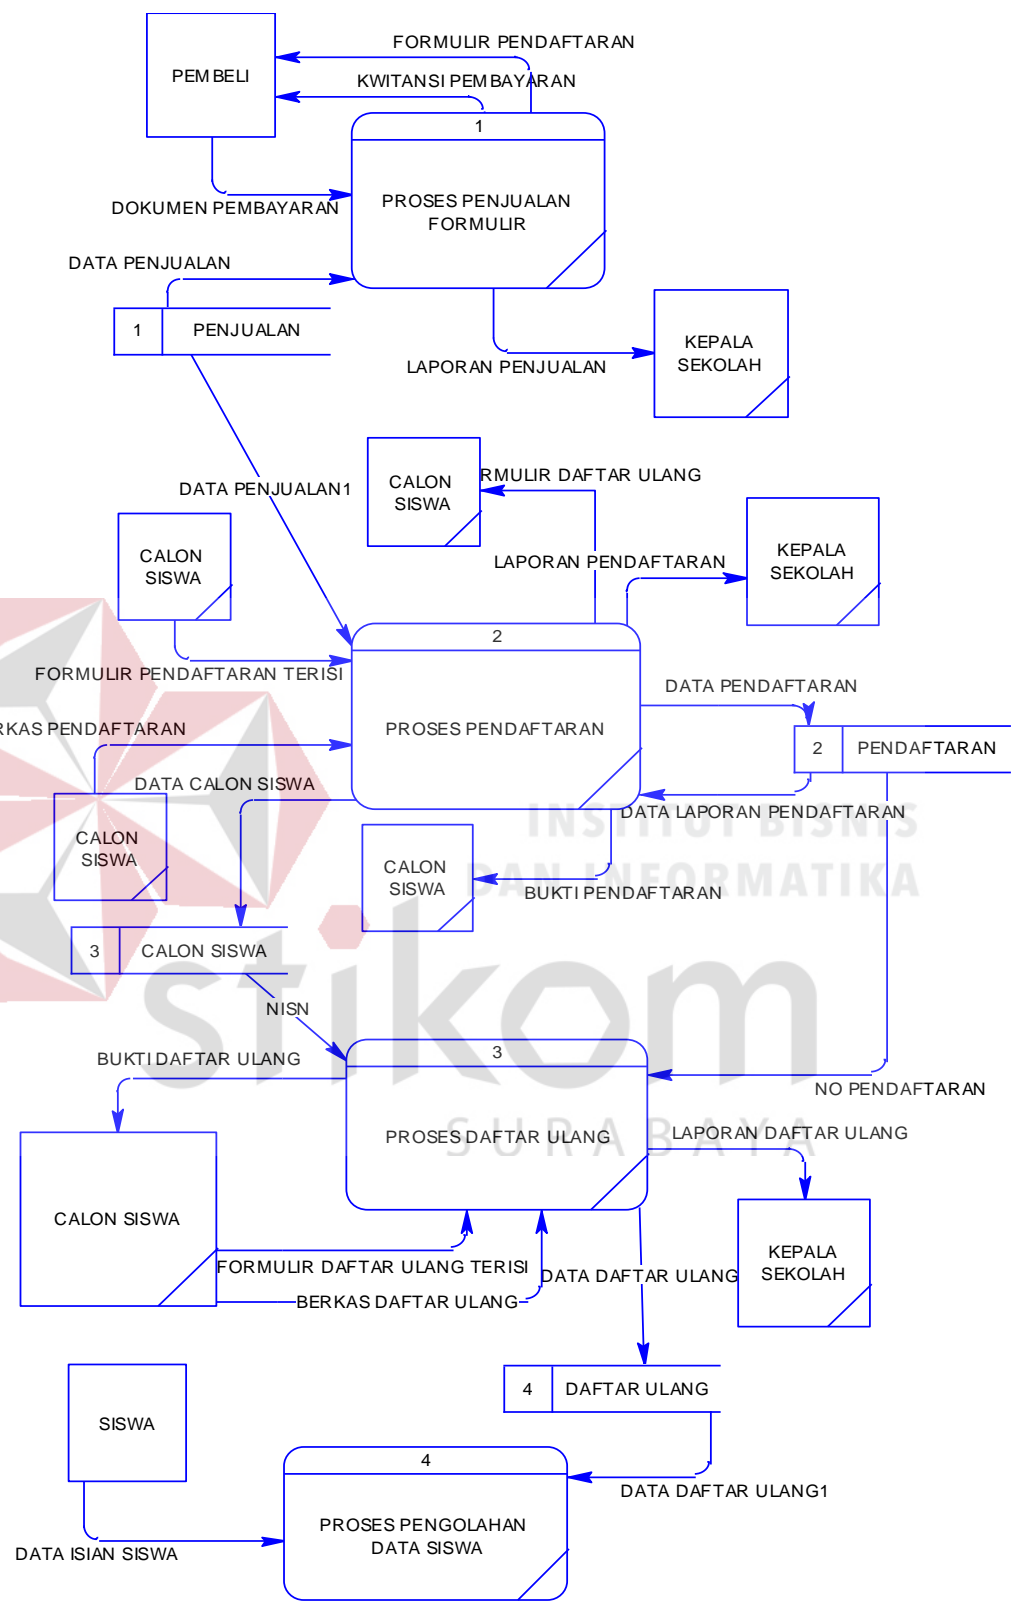 FORMULIR PENDAFTARAN
PEMBELI
KWITANSI PEMBAYARAN
1
PROSES PENJUALAN
FORMULIR
DOKUMEN PEMBAYARAN
DATA PENJUALAN
1 PENJUALAN
KEPALA
SEKOLAH
LAPORAN PENJUALAN
CALON
SISWA
RMULIR DAFTAR ULANG
DATA PENJUALAN1
CALON
SISWA
LAPORAN PENDAFTARAN
KEPALA
SEKOLAH
2
FORMULIR PENDAFTARAN TERISI
DATA PENDAFTARAN
RKAS PENDAFTARAN
PROSES PENDAFTARAN
2 PENDAFTARAN
DATA CALON SISWA
DATA LAPORAN PENDAFTARAN
CALON
SISWA
CALON
SISWA
BUKTI PENDAFTARAN
INSTITUT BISNIS
DAN INFORMATIKA
3 CALON SISWA
stikom
NISN
3
BUKTI DAFTAR ULANG
NO PENDAFTARAN
PROSES DAFTAR ULANG
LAPORAN DAFTAR ULANG
SURABAYA
CALON SISWA
KEPALA
SEKOLAH
FORMULIR DAFTAR ULANG TERISI
DATA DAFTAR ULANG
BERKAS DAFTAR ULANG
4 DAFTAR ULANG
SISWA
4
DATA DAFTAR ULANG1
PROSES PENGOLAHAN
DATA SISWA
DATA ISIAN SISWA